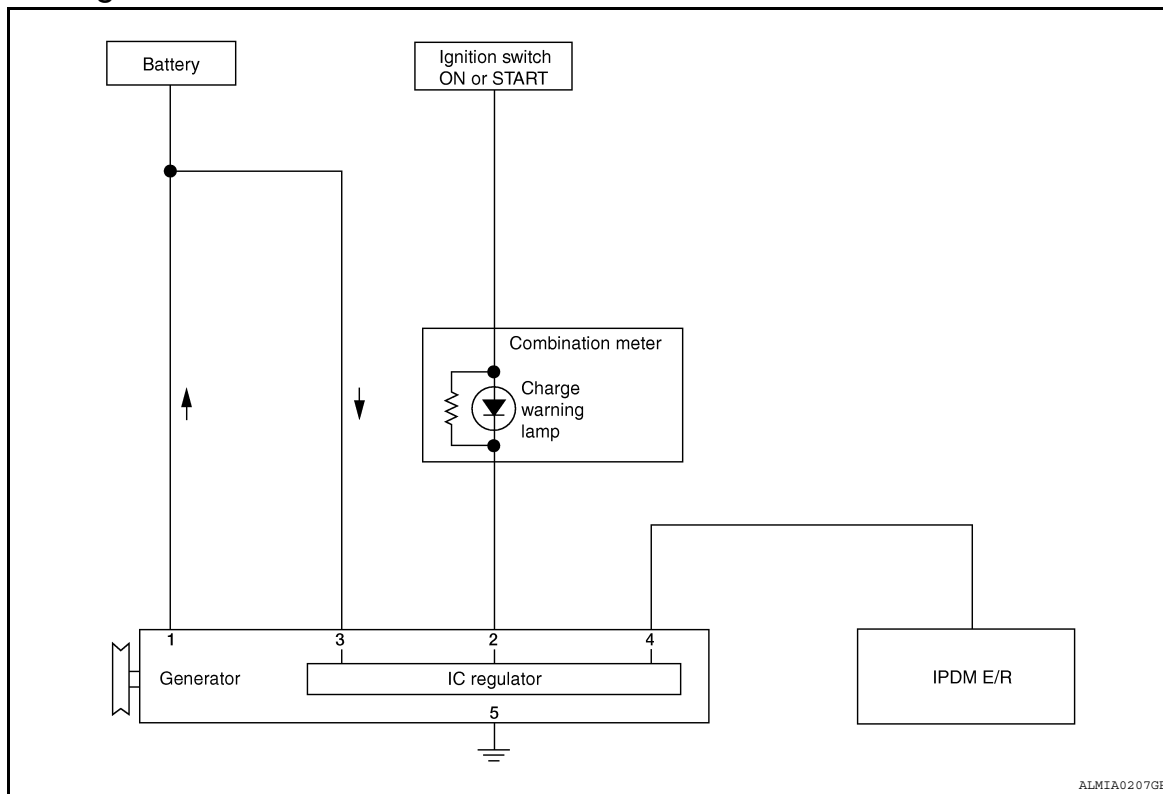 Battery
Ignition switch
ON or START
Combination meter
Charge
warning
lamp
1
3
2
4
Generator
IC regulator
IPDM E/R
5